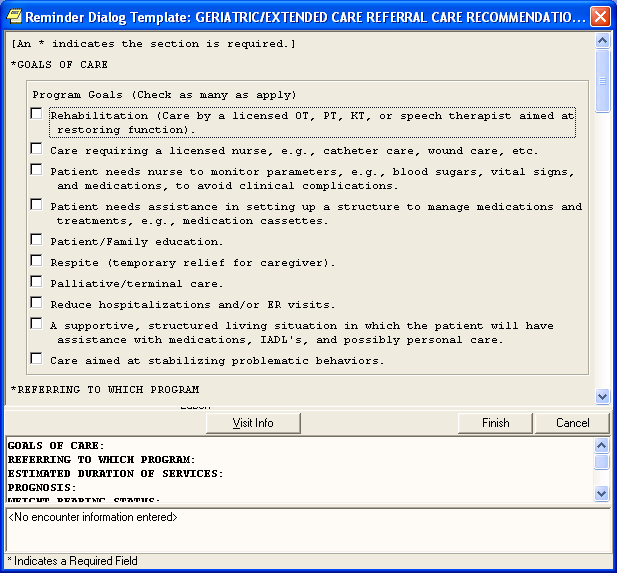 Reminder Dialog Template: GERIATRIC/EXTENDED CARE REFERRAL CARE RECOMMENDATIO...
[An * indicates the section is required.]
*GOALS OF CARE
Program Goals (Check as many as apply)
Rehabilitation (Care by a licensed OT, PT, KT, or speech therapist aimed at
restoring function).
Care requiring a licensed nurse, e.g., catheter care, wound care, etc.
Patient needs nurse to monitor parameters, e.g., blood sugars, vital signs,
and medications, to avoid clinical complications.
Patient needs assistance in setting up a structure to manage medications and
treatments, e.g., medication cassettes.
Patient/Family education.
Respite (temporary relief for caregiver).
Palliative/terminal care.
Reduce hospitalizations and/or ER visits.
A supportive, structured living situation in which the patient will have
assistance with medications, IADL's, and possibly personal care.
Care aimed at stabilizing problematic behaviors.
*REFERRING TO WHICH PROGRAM
Visit Info
Finish
Cancel
GOALS OF CARE:
REFERRING TO WHICH PROGRAM:
ESTIMATED DURATION OF SERVICES:
PROGNOSIS:
WEIGHT BEARING STATUS:
<No encounter information entered>
* Indicates a Required Field